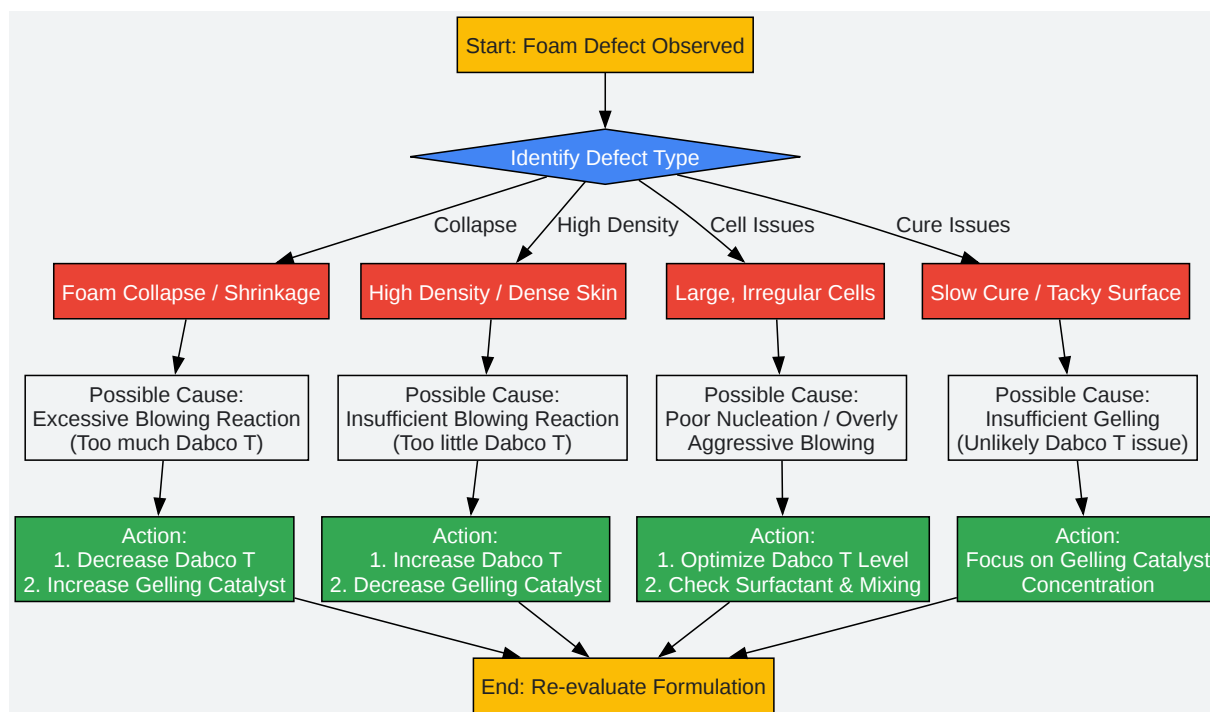 Start: Foam Defect Observed
Identify Defect Type
Collapse
High Density
Cell Issues
Cure Issues
Foam Collapse / Shrinkage
High Density / Dense Skin
Large, Irregular Cells
Slow Cure / Tacky Surface
Possible Cause:
Excessive Blowing Reaction
(Too much Dabco T)
Possible Cause:
Insufficient Blowing Reaction
(Too little Dabco T)
Possible Cause:
Poor Nucleation / Overly
Aggressive Blowing
Possible Cause:
Insufficient Gelling
(Unlikely Dabco T issue)
Action:
1. Decrease Dabco T
2. Increase Gelling Catalyst
Action:
1. Increase Dabco T
2. Decrease Gelling Catalyst
Action:
1. Optimize Dabco T Level
2. Check Surfactant & Mixing
Action:
Focus on Gelling Catalyst
Concentration
End: Re-evaluate Formulation